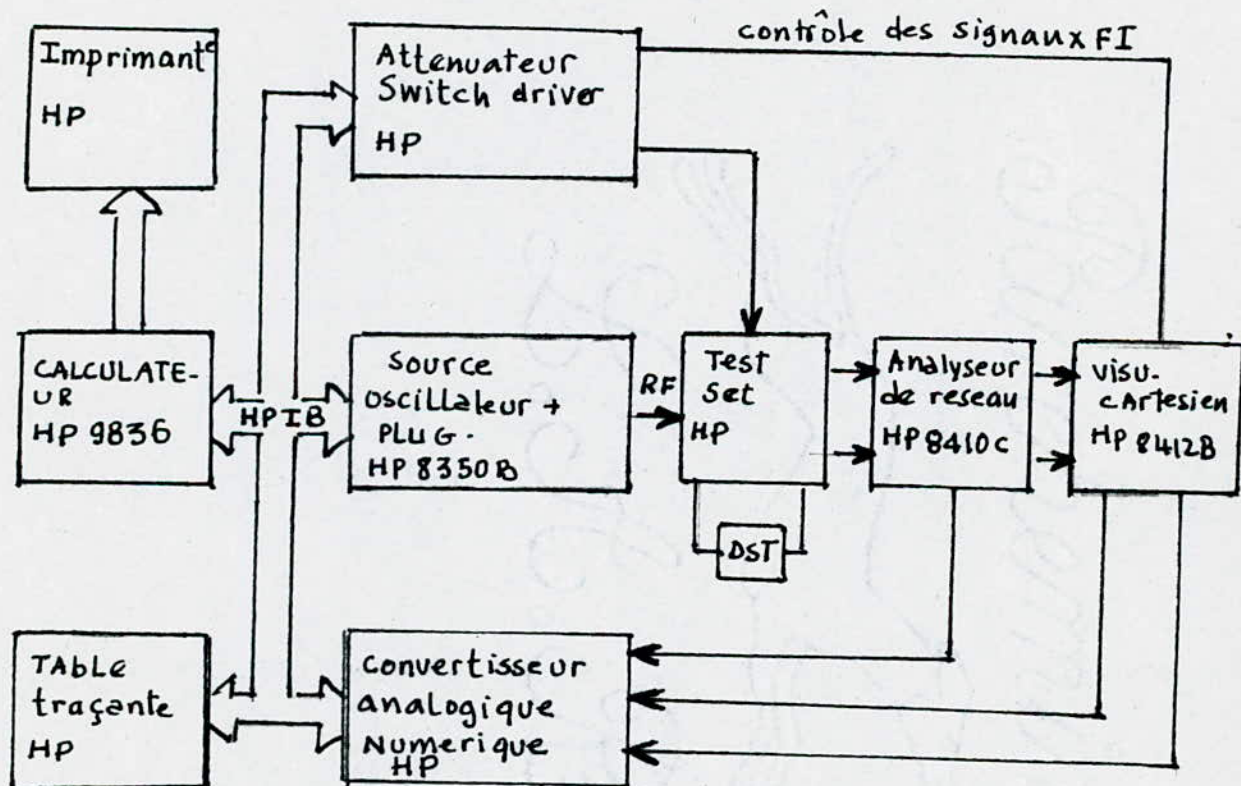 Imprimante
HP
Attenuateur
Switch driver
HP
contrôle des signaux FI
CALCULATE-
UR
HP 9836
HPIB
Source
oscillateur +
PLUG.
HP 8350B
RF
Test
Set
HP
Analyseur
de reseau
HP 8410C
visu-
cArtesien
HP 8412B
DST
TAble
traçante
HP
Convertisseur
analogique
Numerique
HP